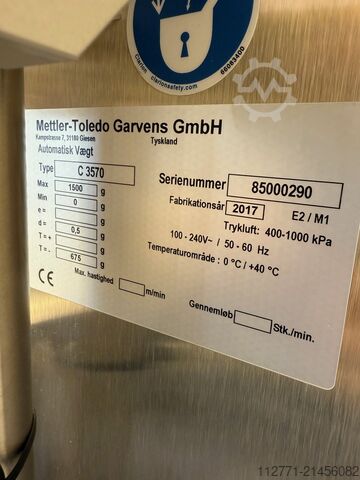 Clarion
clarionsafety.com
66063400
Mettler-Toledo Garvens GmbH
Kampstrasse 7, 31180 Giesen Tyskland
Automatisk Vægt
Type C 3570
Max 1500 g
Min 0 g
e = g
d = 0,5 g
T = + g
T = - 675 g
Max. hastighed m/min
Serienummer 85000290
Fabrikationsår 2017 E2 / M1
Trykluft: 400-1000 kPa
100 - 240V~ / 50 - 60 Hz
Temperaturområde : 0 °C / +40 °C
Gennemløb Stk./min.
CE
112771-21456082